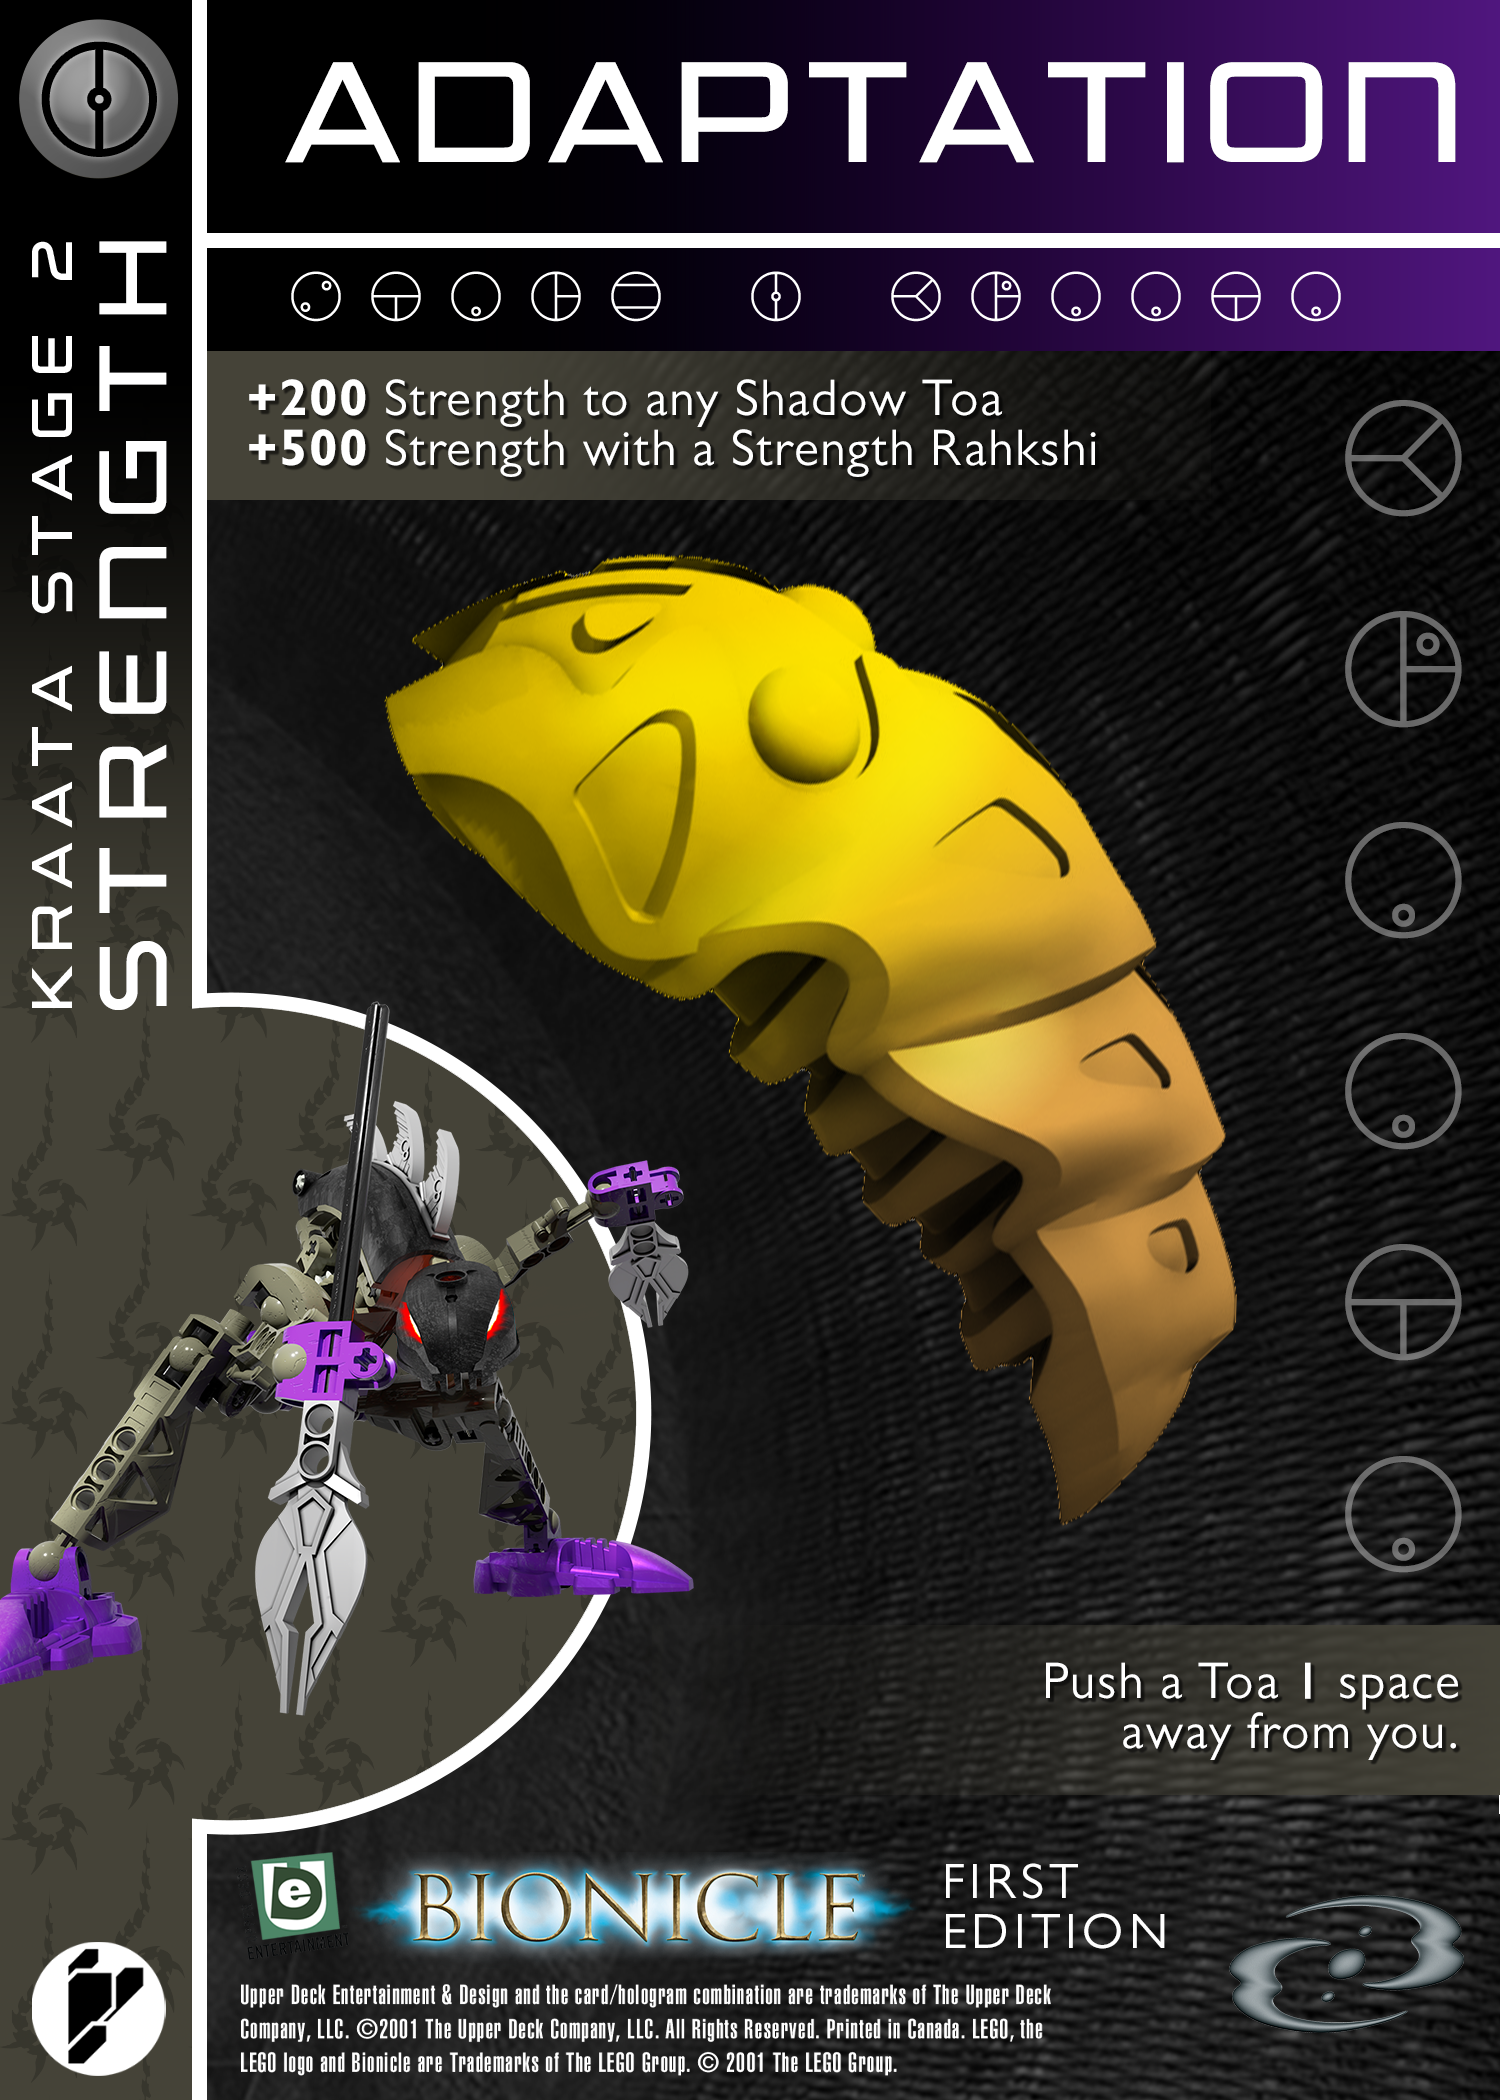 ADAPTATION
KRAATA STAGE 2
STRENGTH
+200 Strength to any Shadow Toa
+500 Strength with a Strength Rahkshi
Push a Toa 1 space
away from you.
e
ENTERTAINMENT
BIONICLE
FIRST
EDITION
Upper Deck Entertainment & Design and the card/hologram combination are trademarks of The Upper Deck
Company, LLC. ©2001 The Upper Deck Company, LLC. All Rights Reserved. Printed in Canada. LEGO, the
LEGO logo and Bionicle are Trademarks of The LEGO Group. © 2001 The LEGO Group.